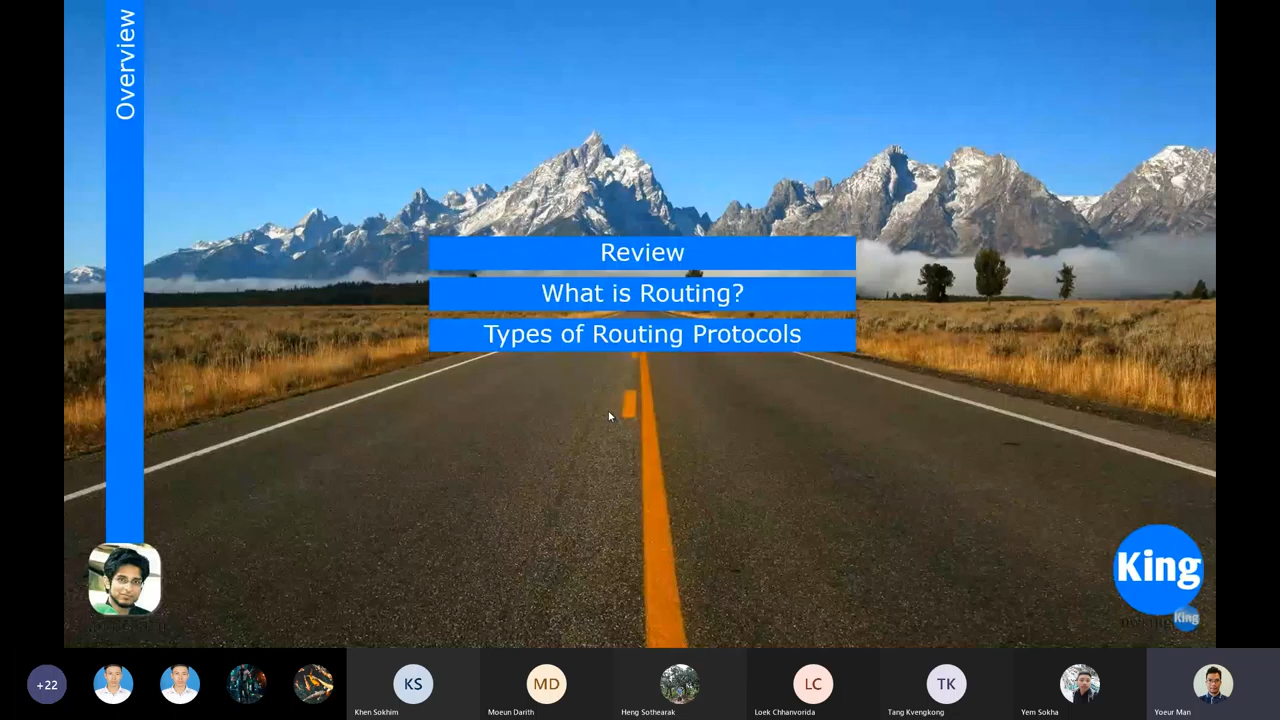 Overview
Review
What is Routing?
Types of Routing Protocols
King
King
+22
KS
MD
LC
TK
Khen Sokhim
Moeun Darith
Heng Sothearak
Loek Chhanvorida
Tang Kvengkong
Yem Sokha
Yoeur Man